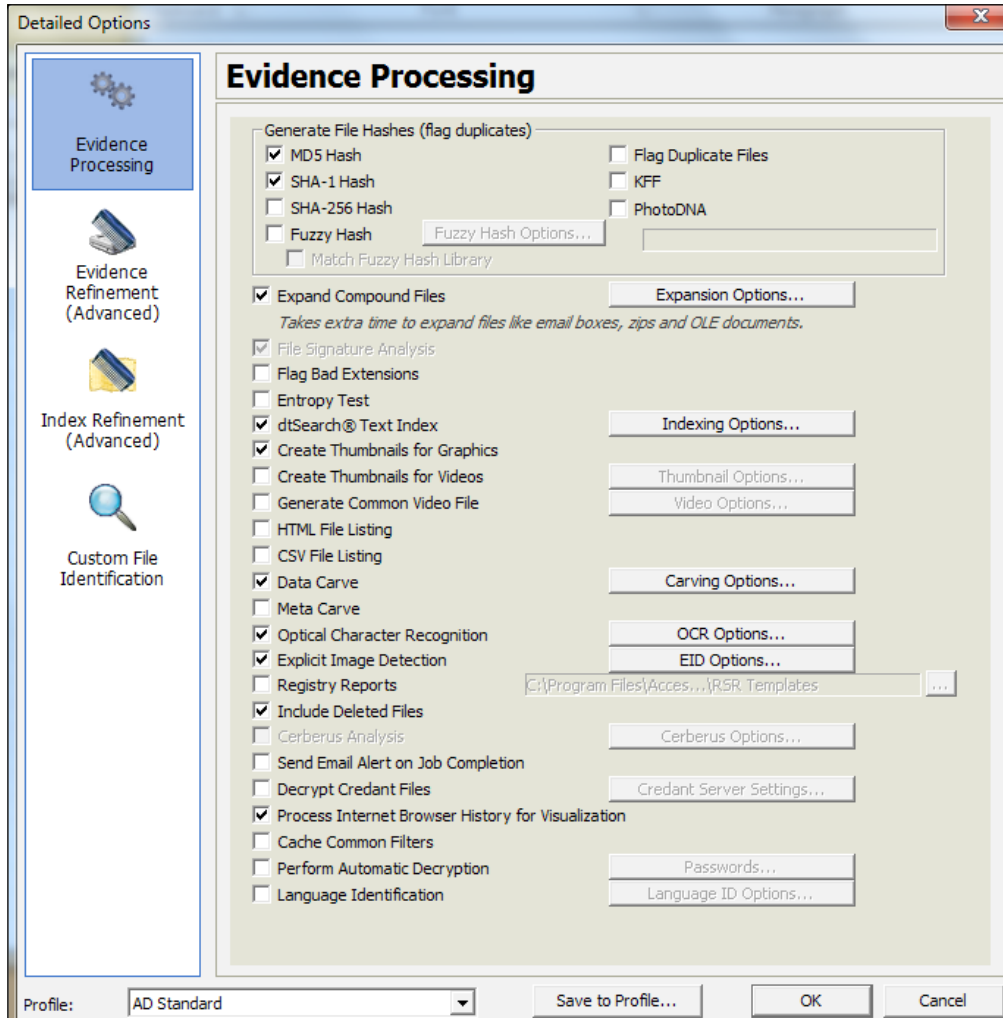 Detailed Options
Evidence Processing
Evidence Refinement (Advanced)
Index Refinement (Advanced)
Custom File Identification
Evidence Processing
Generate File Hashes (flag duplicates)
MD5 Hash
Flag Duplicate Files
SHA-1 Hash
KFF
SHA-256 Hash
PhotoDNA
Fuzzy Hash
Fuzzy Hash Options...
Match Fuzzy Hash Library
Expand Compound Files
Expansion Options...
Takes extra time to expand files like email boxes, zips and OLE documents.
File Signature Analysis
Flag Bad Extensions
Entropy Test
dtSearch® Text Index
Indexing Options...
Create Thumbnails for Graphics
Create Thumbnails for Videos
Thumbnail Options...
Generate Common Video File
Video Options...
HTML File Listing
CSV File Listing
Data Carve
Carving Options...
Meta Carve
Optical Character Recognition
OCR Options...
Explicit Image Detection
EID Options...
Registry Reports
C:\Program Files\Acces...\RSR Templates
...
Include Deleted Files
Cerberus Analysis
Cerberus Options...
Send Email Alert on Job Completion
Decrypt Credant Files
Credant Server Settings...
Process Internet Browser History for Visualization
Cache Common Filters
Perform Automatic Decryption
Passwords...
Language Identification
Language ID Options...
Profile:
AD Standard
Save to Profile...
OK
Cancel